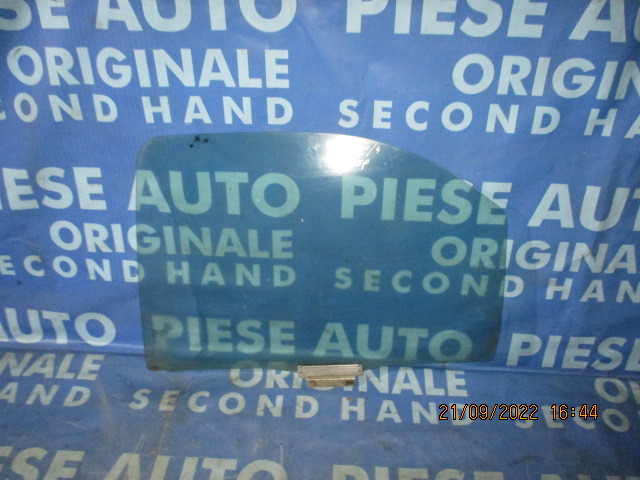 PIESE AUTO PIESE AUTO
ORIGINALE ORIGINALE
SECOND HAND SECOND HAND
PIESE AUTO PIESE AUTO
ORIGINALE ORIGINALE
SECOND HAND SECOND HAND
AUTO PIESE AUTO PIESE
ORIGINALE ORIGINALE
SECOND HAND SECOND HAND
21/09/2022 16:44
PIESE AUTO PIESE AUTO